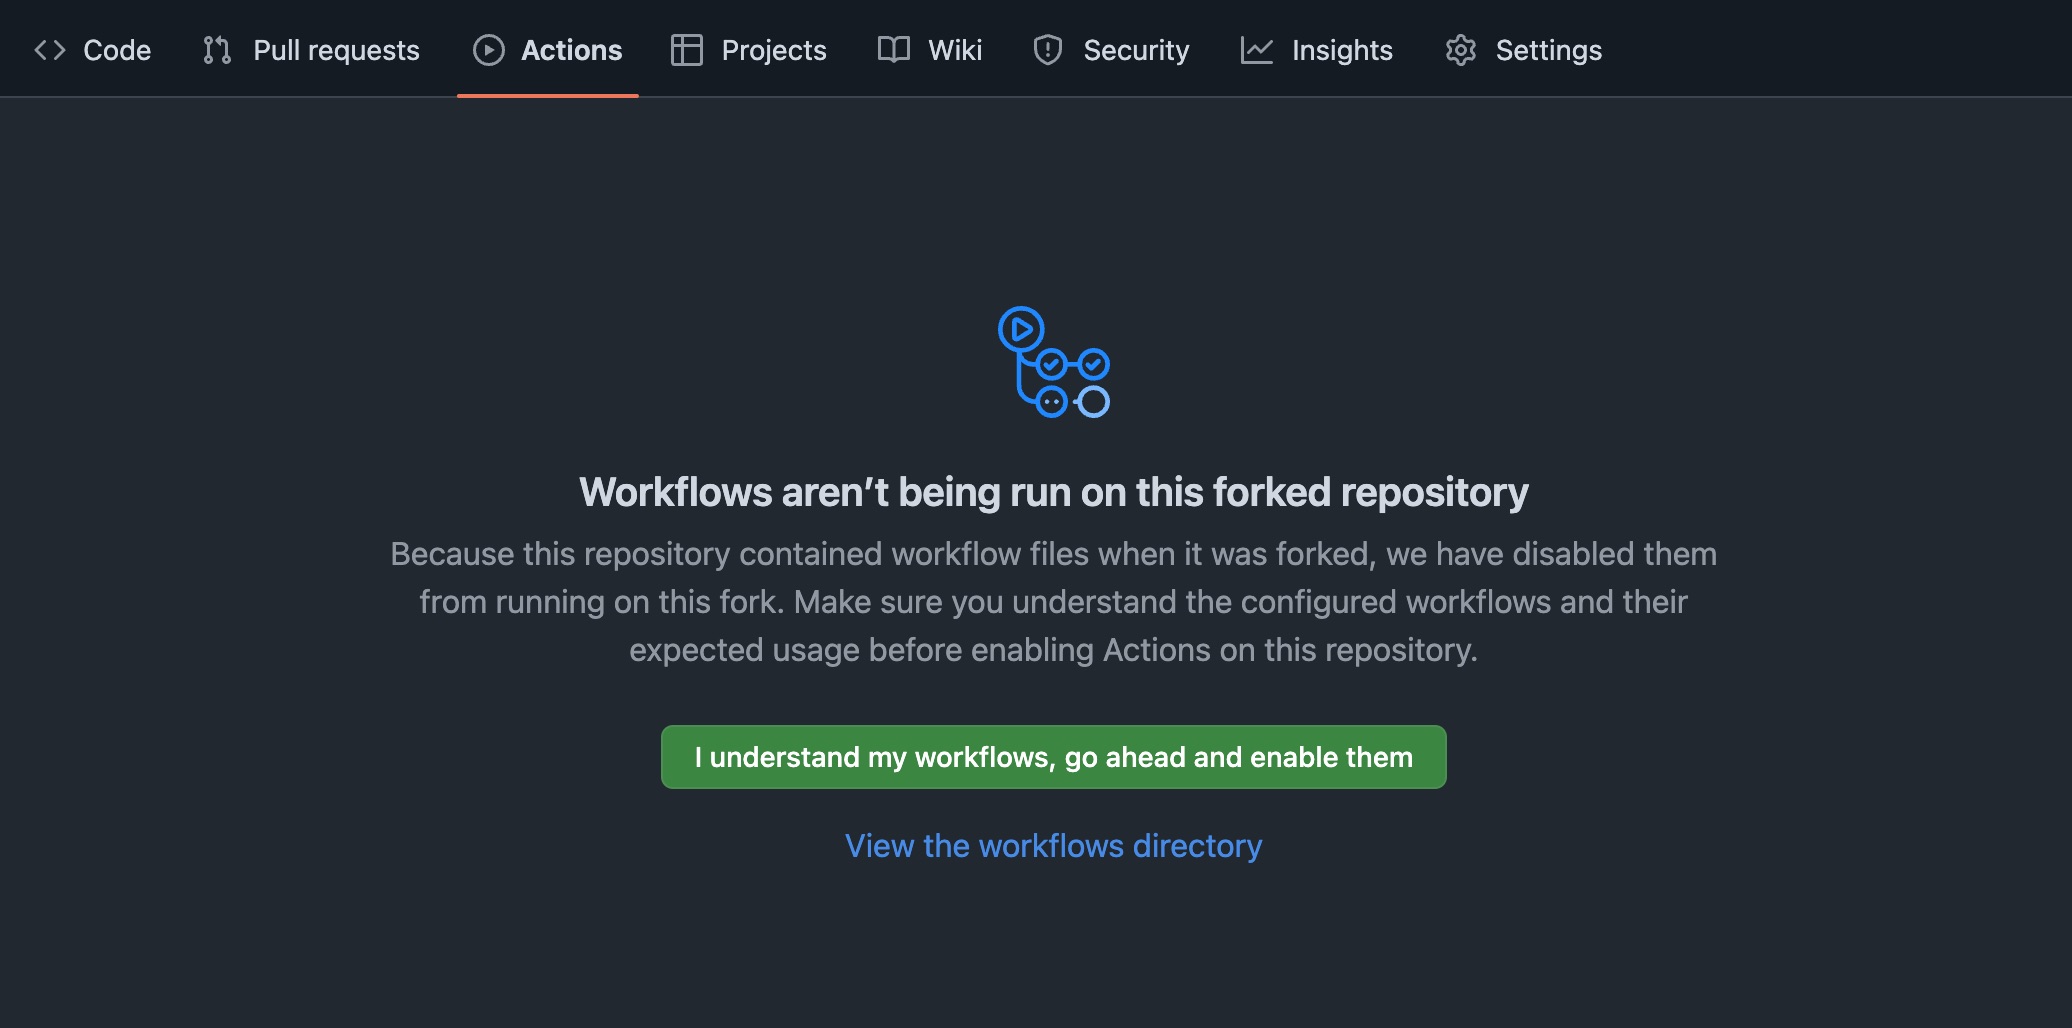 Code Pull requests Actions Projects Wiki Security Insights Settings
Workflows aren’t being run on this forked repository
Because this repository contained workflow files when it was forked, we have disabled them
from running on this fork. Make sure you understand the configured workflows and their
expected usage before enabling Actions on this repository.
I understand my workflows, go ahead and enable them
View the workflows directory